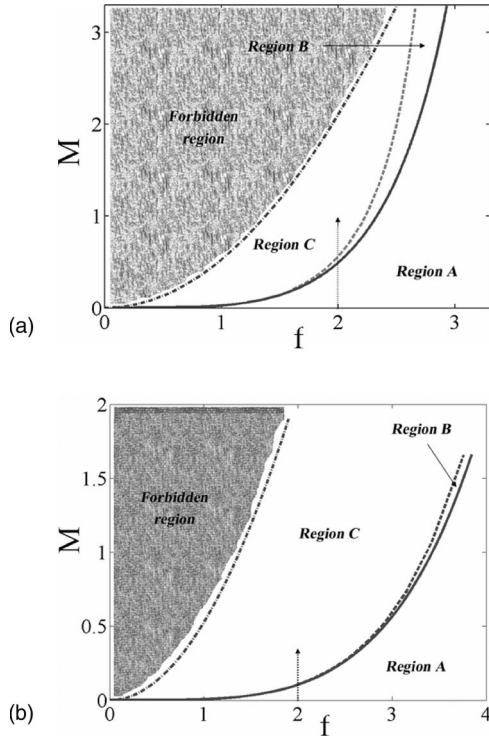 3
Region B
Forbidden
region
2
M
1
Region C
Region A
0
0
1
2
3
(a)
f
2
Region B
1.5
Forbidden
region
Region C
M
1
0.5
Region A
0
0
1
2
3
4
(b)
f